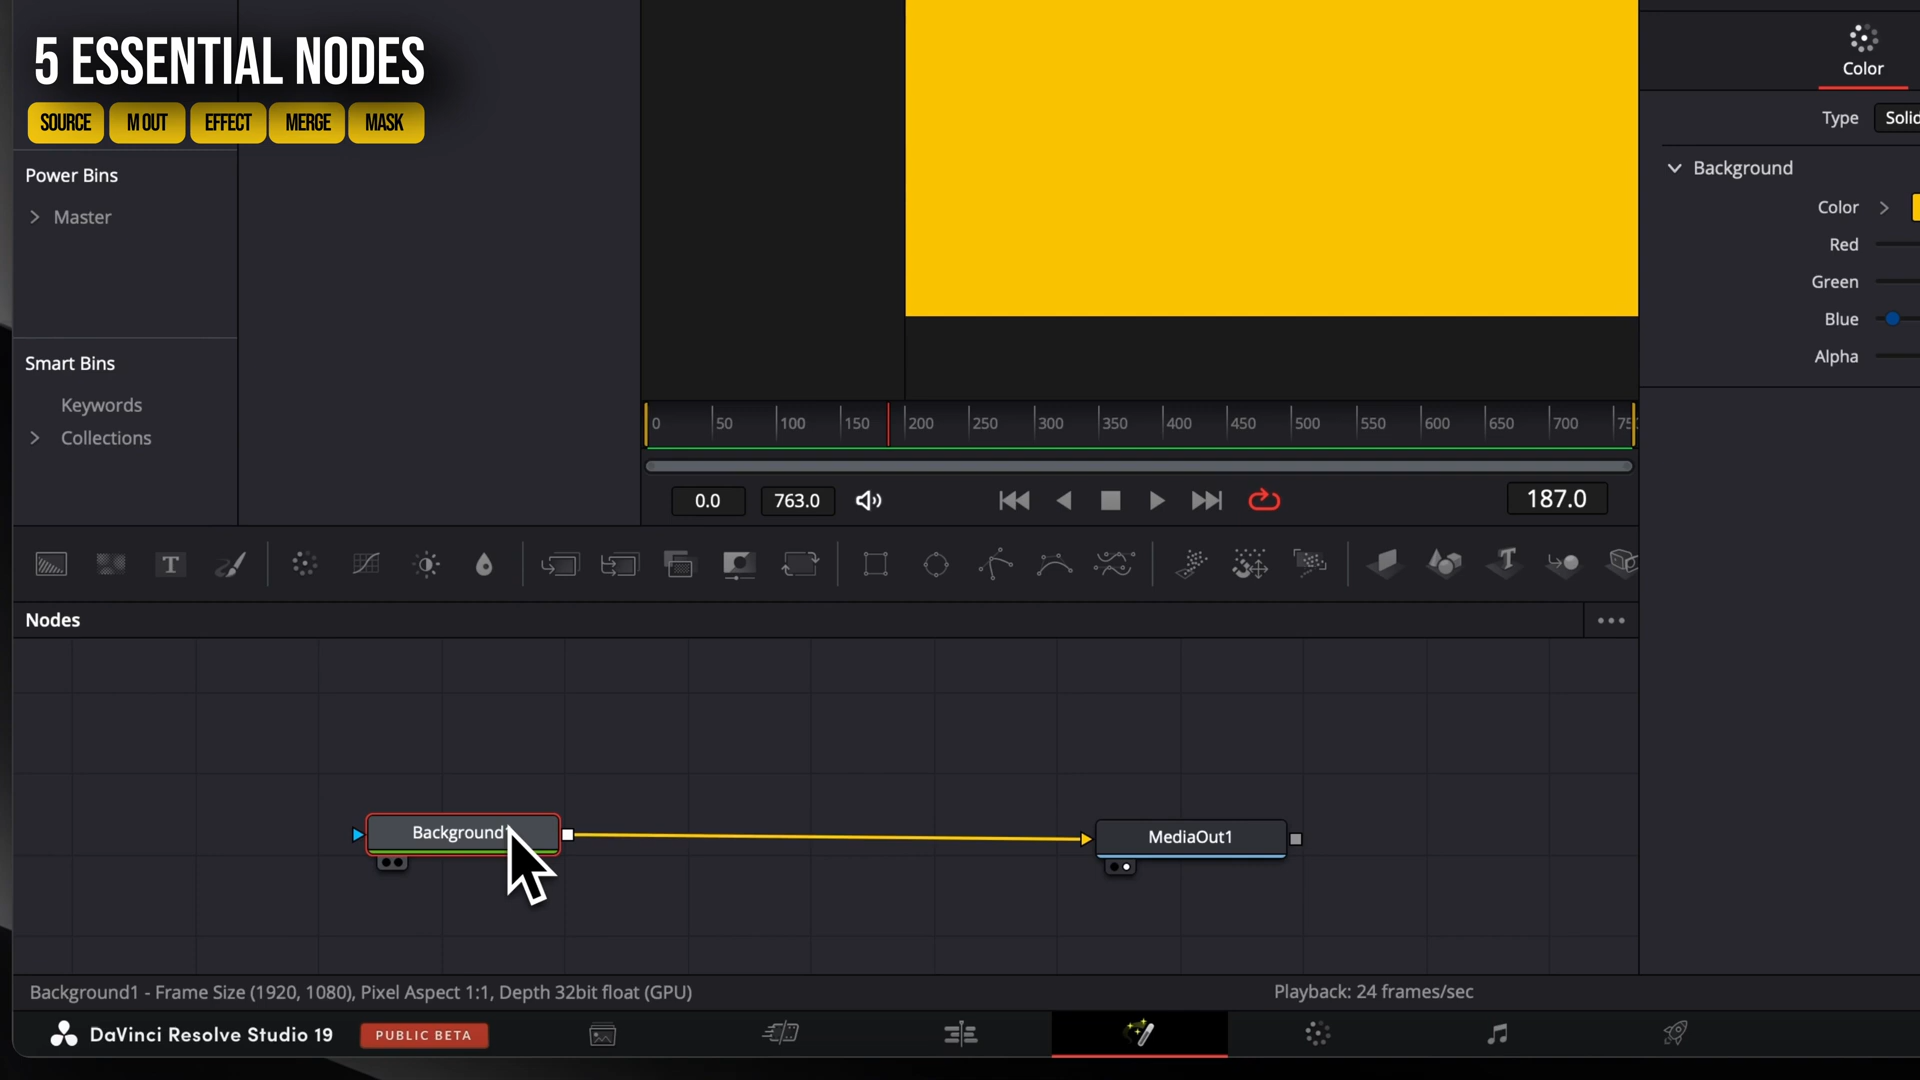 5 ESSENTIAL NODES
SOURCE M OUT EFFECT MERGE MASK
Power Bins
Master
Smart Bins
Keywords
Collections
0 50 100 150 200 250 300 350 400 450 500 550 600 650 700
0.0 763.0 187.0
T
Nodes
Background1
MediaOut1
Background1 - Frame Size (1920, 1080), Pixel Aspect 1:1, Depth 32bit float (GPU)
Playback: 24 frames/sec
DaVinci Resolve Studio 19 PUBLIC BETA
Color
Type Solid
Background
Color
Red
Green
Blue
Alpha